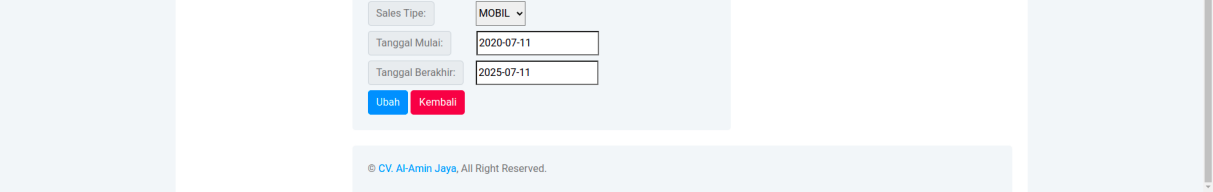 Sales Tipe: MOBIL
Tanggal Mulai: 2020-07-11
Tanggal Berakhir: 2025-07-11
Ubah Kembali
© CV. Al-Amin Jaya, All Right Reserved.